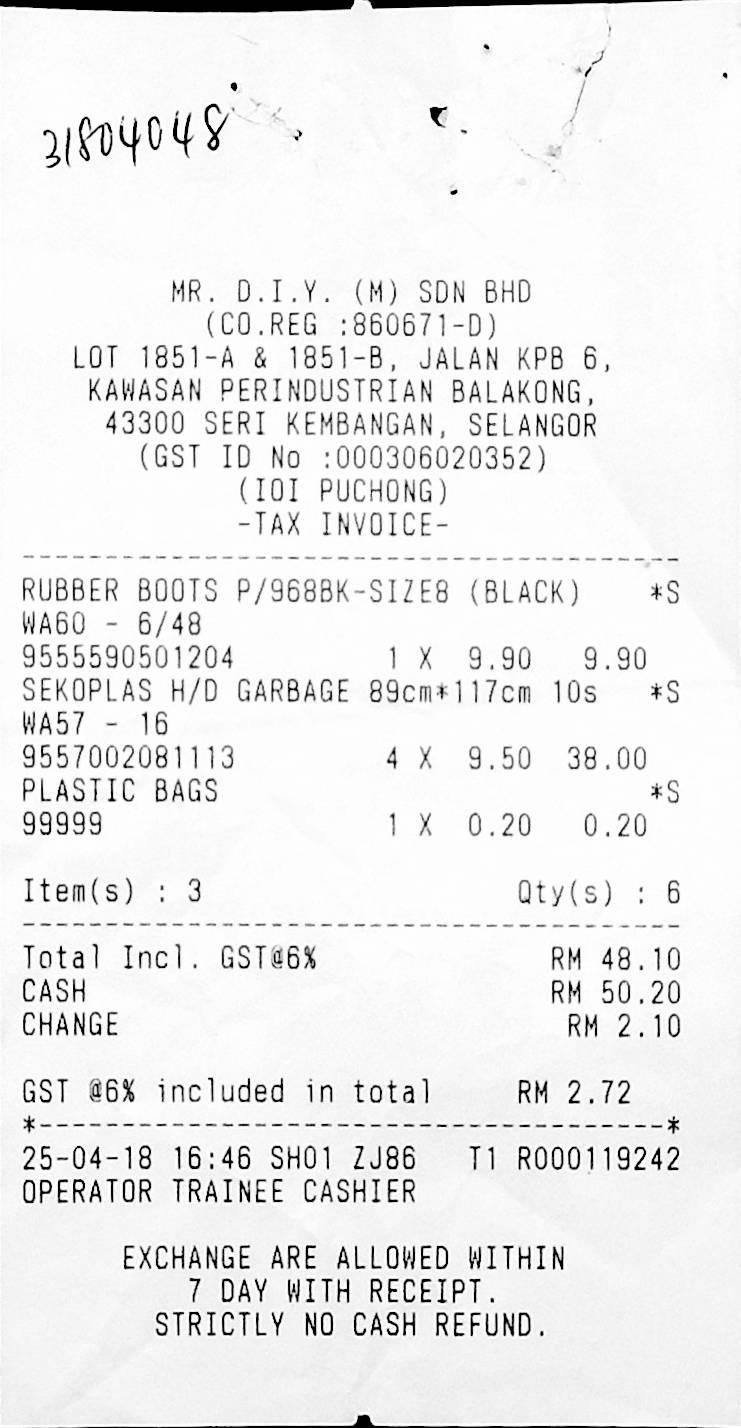 31804048
MR. D.I.Y. (M) SDN BHD
(CO.REG :860671-D)
LOT 1851-A & 1851-B, JALAN KPB 6,
KAWASAN PERINDUSTRIAN BALAKONG,
43300 SERI KEMBANGAN, SELANGOR
(GST ID No :000306020352)
(IOI PUCHONG)
-TAX INVOICE-
RUBBER BOOTS P/968BK-SIZE8 (BLACK) *S
WA60 - 6/48
9555590501204 1 X 9.90 9.90
SEKOPLAS H/D GARBAGE 89cm*117cm 10s *S
WA57 - 16
9557002081113 4 X 9.50 38.00
PLASTIC BAGS *S
99999 1 X 0.20 0.20
Item(s) : 3 Qty(s) : 6
Total Incl. GST@6% RM 48.10
CASH RM 50.20
CHANGE RM 2.10
GST @6% included in total RM 2.72
*--------------------------------------*
25-04-18 16:46 SH01 ZJ86 T1 R000119242
OPERATOR TRAINEE CASHIER
EXCHANGE ARE ALLOWED WITHIN
7 DAY WITH RECEIPT.
STRICTLY NO CASH REFUND.